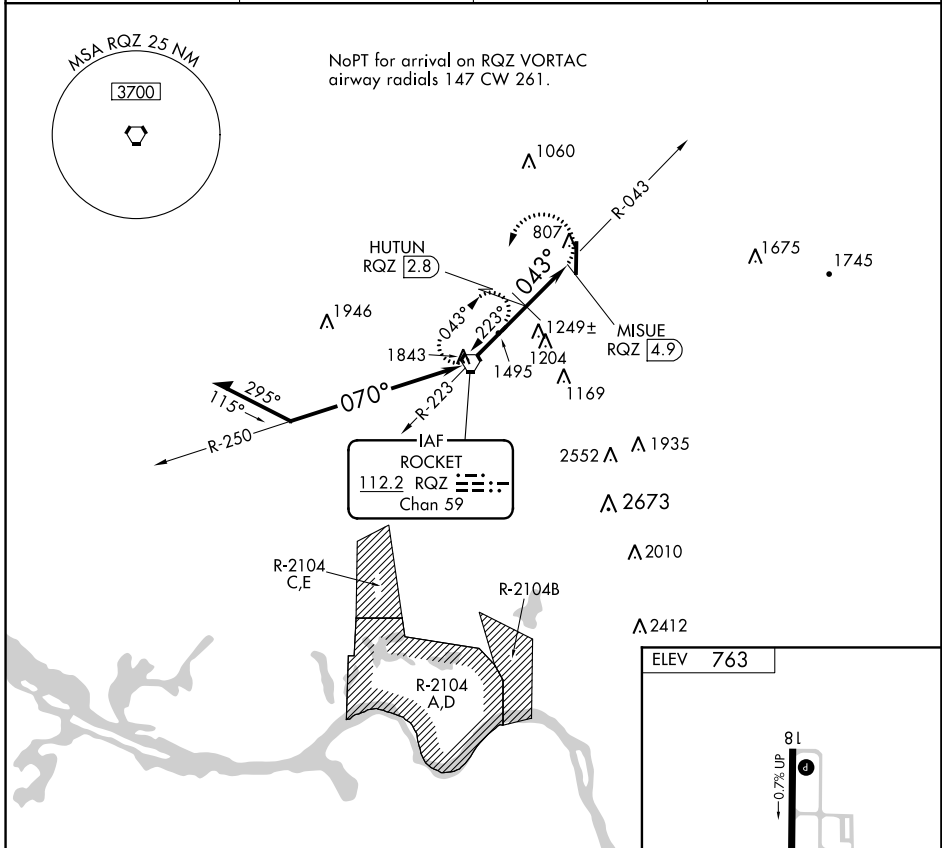 MSA RQZ 25 NM
3700
NoPT for arrival on RQZ VORTAC
airway radials 147 CW 261.
1060
R-043
807
1675
1745
HUTUN
RQZ 2.8
043°
1946
043°
223°
1249±
MISUE
RQZ 4.9
1843
1204
1495
1169
295°
115°
070°
R-223
R-250
IAF
ROCKET
112.2 RQZ
Chan 59
2552
1935
2673
2010
R-2104
C,E
R-2104B
2412
R-2104
A,D
ELEV 763
18
0.7% UP
P